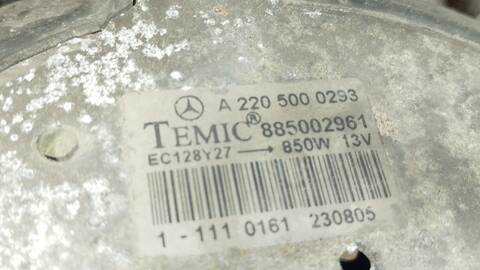 A 220 500 0293
TEMIC® 885002961
EC128Y27 → 850W 13V
1 - 111 0161 230805